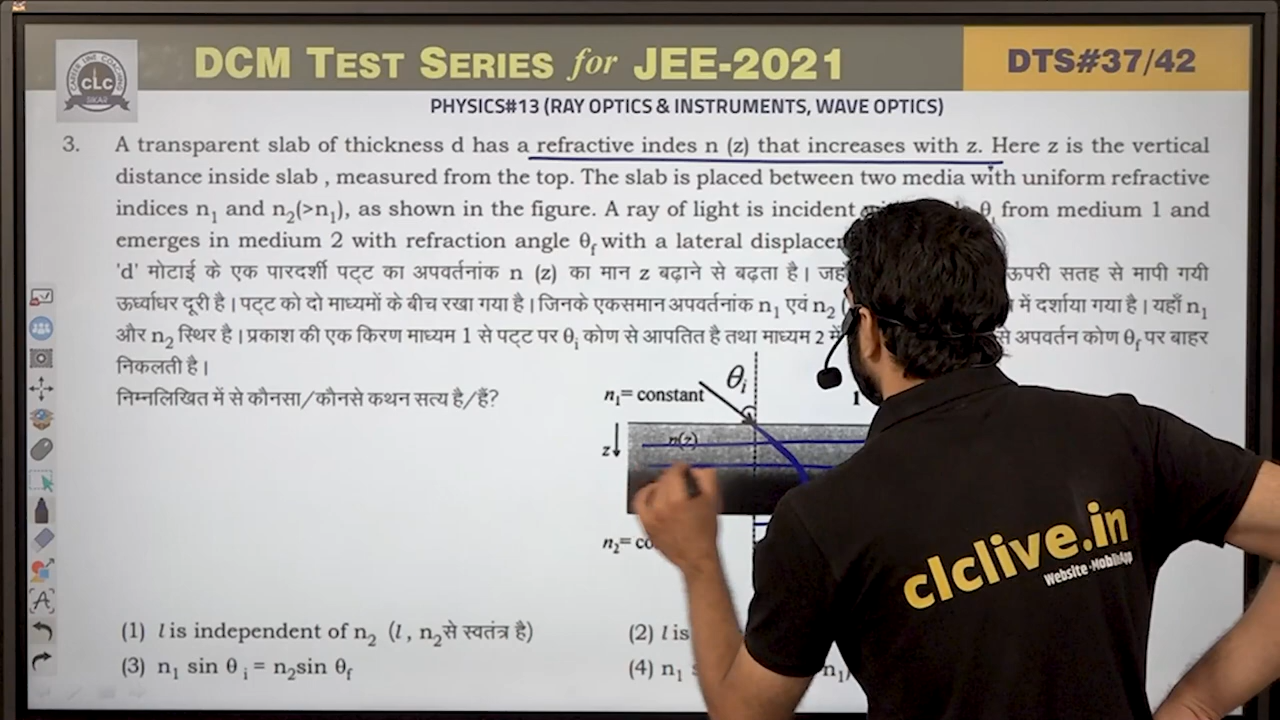 DCM TEST SERIES for JEE-2021
DTS#37/42
CLC
SIKAR
PHYSICS#13 (RAY OPTICS & INSTRUMENTS, WAVE OPTICS)
3. A transparent slab of thickness d has a refractive indes n (z) that increases with z. Here z is the vertical
distance inside slab , measured from the top. The slab is placed between two media with uniform refractive
indices n₁ and n₂(>n₁), as shown in the figure. A ray of light is incident θᵢ from medium 1 and
emerges in medium 2 with refraction angle θf with a lateral
'd' मोटाई के एक पारदर्शी पट्ट का अपवर्तनांक n (z) का मान z बढ़ाने से बढ़ता है। ऊपरी सतह से मापी गयी
ऊर्ध्वाधर दूरी है। पट्ट को दो माध्यमों के बीच रखा गया है। जिनके एकसमान अपवर्तनांक n₁ एवं n₂ में दर्शाया गया है। यहाँ n₁
और n₂ स्थिर है। प्रकाश की एक किरण माध्यम 1 से पट्ट पर θᵢ कोण से आपतित है तथा माध्यम 2 से अपवर्तन कोण θf पर बाहर
निकलती है।
निम्नलिखित में से कौनसा/कौनसे कथन सत्य है/हैं?
θᵢ
n₁= constant
1
n(z)
z
n₂=
(1) l is independent of n₂ (l, n₂से स्वतंत्र है)
(2) l is
(3) n₁ sin θᵢ = n₂sin θf
(4) n₁ n₁)
clclive.in
Website - MobileApp